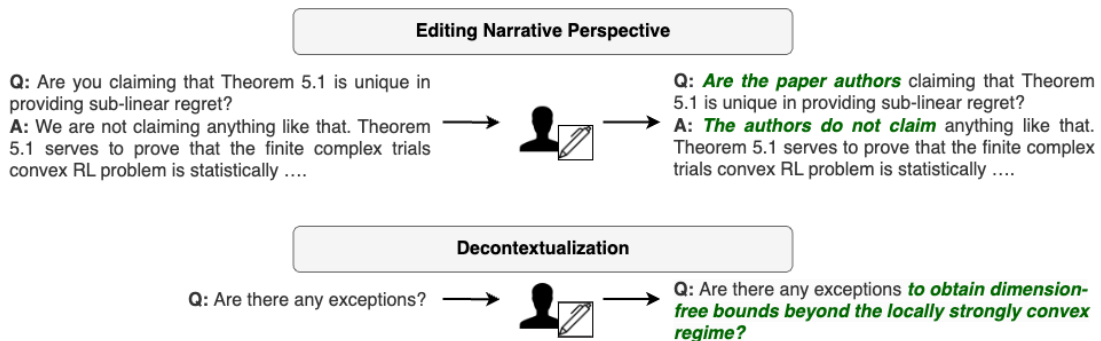 Editing Narrative Perspective
Q: Are you claiming that Theorem 5.1 is unique in
providing sub-linear regret?
A: We are not claiming anything like that. Theorem
5.1 serves to prove that the finite complex trials
convex RL problem is statistically ....
Q: Are the paper authors claiming that Theorem
5.1 is unique in providing sub-linear regret?
A: The authors do not claim anything like that.
Theorem 5.1 serves to prove that the finite complex
trials convex RL problem is statistically ....
Decontextualization
Q: Are there any exceptions?
Q: Are there any exceptions to obtain dimension-
free bounds beyond the locally strongly convex
regime?